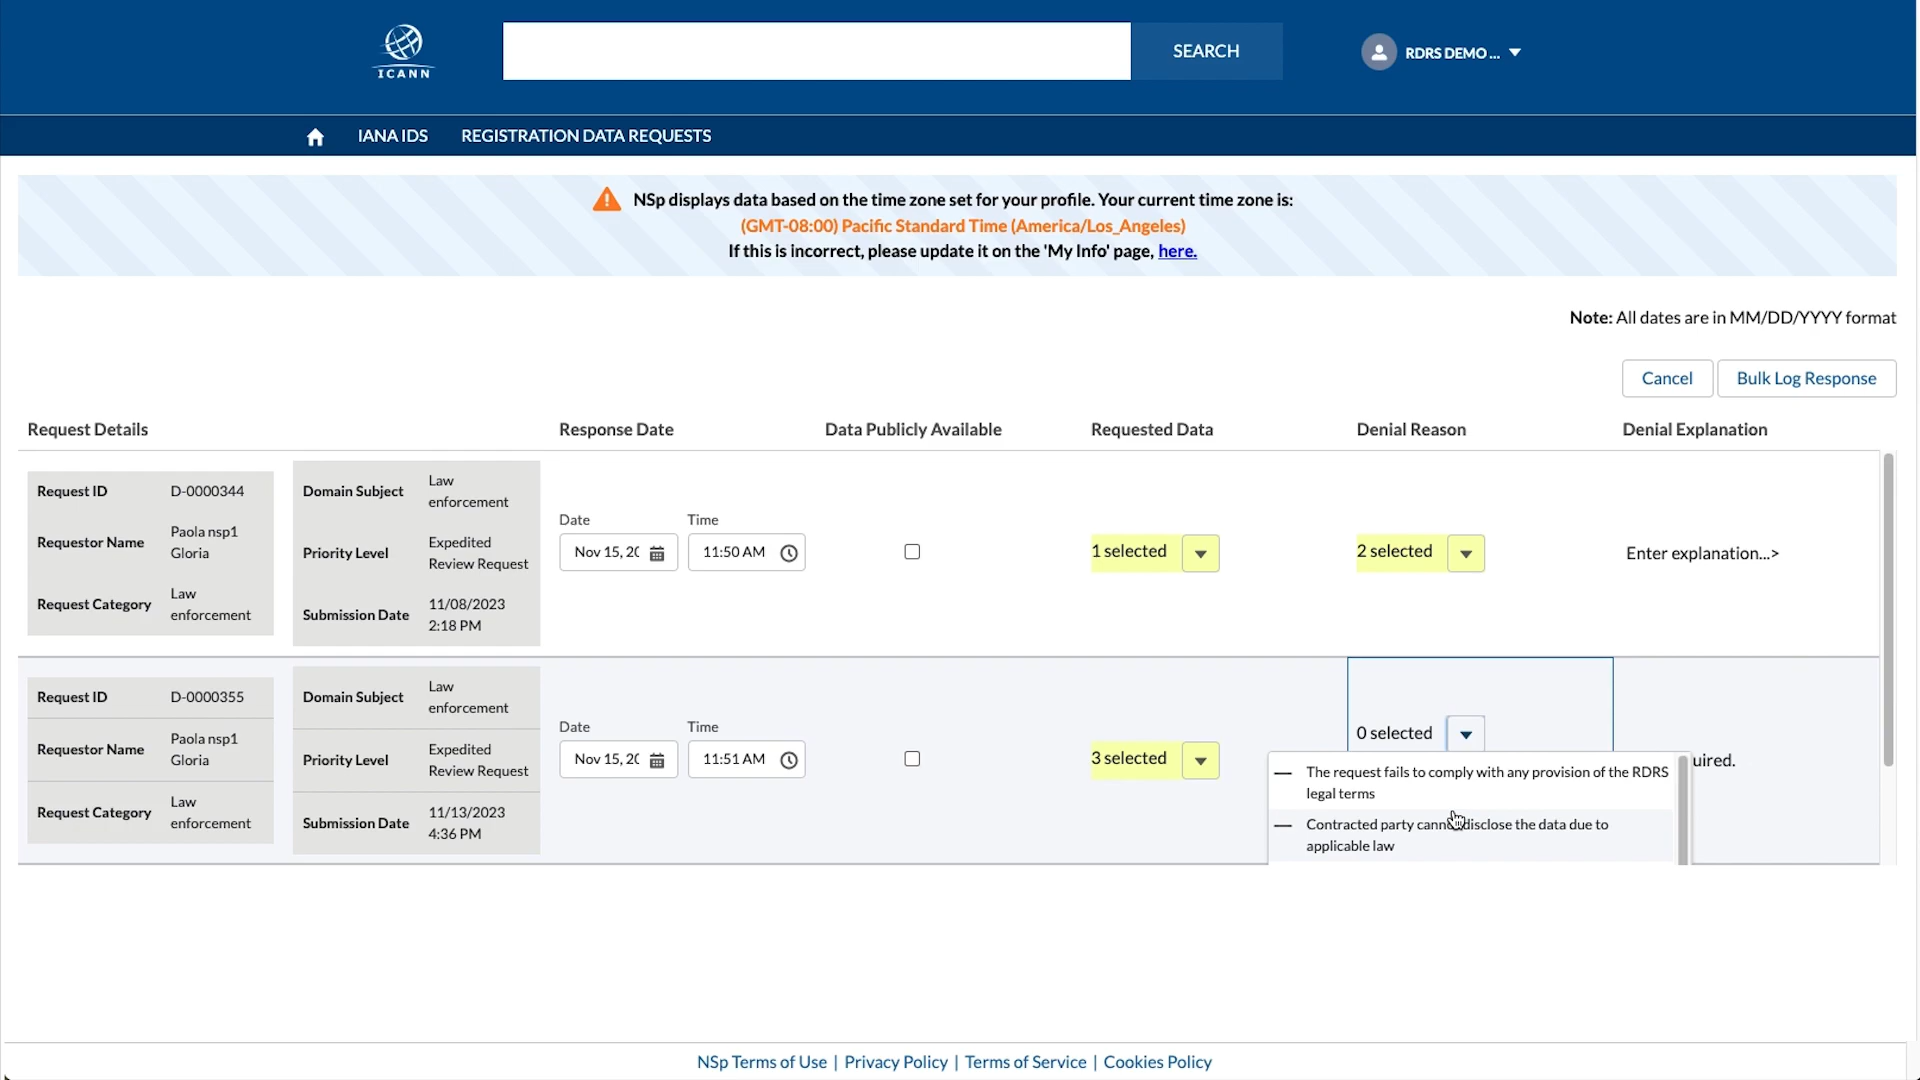 ICANN
SEARCH
RDRS DEMO ...
IANA IDS
REGISTRATION DATA REQUESTS
NSp displays data based on the time zone set for your profile. Your current time zone is:
(GMT-08:00) Pacific Standard Time (America/Los_Angeles)
If this is incorrect, please update it on the 'My Info' page, here.
Note: All dates are in MM/DD/YYYY format
Cancel
Bulk Log Response
Request Details
Response Date
Data Publicly Available
Requested Data
Denial Reason
Denial Explanation
Request ID
D-0000344
Requestor Name
Paola nsp1
Gloria
Request Category
Law
enforcement
Domain Subject
Law
enforcement
Priority Level
Expedited
Review Request
Submission Date
11/08/2023
2:18 PM
Date
Nov 15, 20
Time
11:50 AM
1 selected
2 selected
Enter explanation...>
Request ID
D-0000355
Requestor Name
Paola nsp1
Gloria
Request Category
Law
enforcement
Domain Subject
Law
enforcement
Priority Level
Expedited
Review Request
Submission Date
11/13/2023
4:36 PM
Date
Nov 15, 20
Time
11:51 AM
3 selected
0 selected
uired.
The request fails to comply with any provision of the RDRS
legal terms
Contracted party disclose the data due to
applicable law
NSp Terms of Use | Privacy Policy | Terms of Service | Cookies Policy